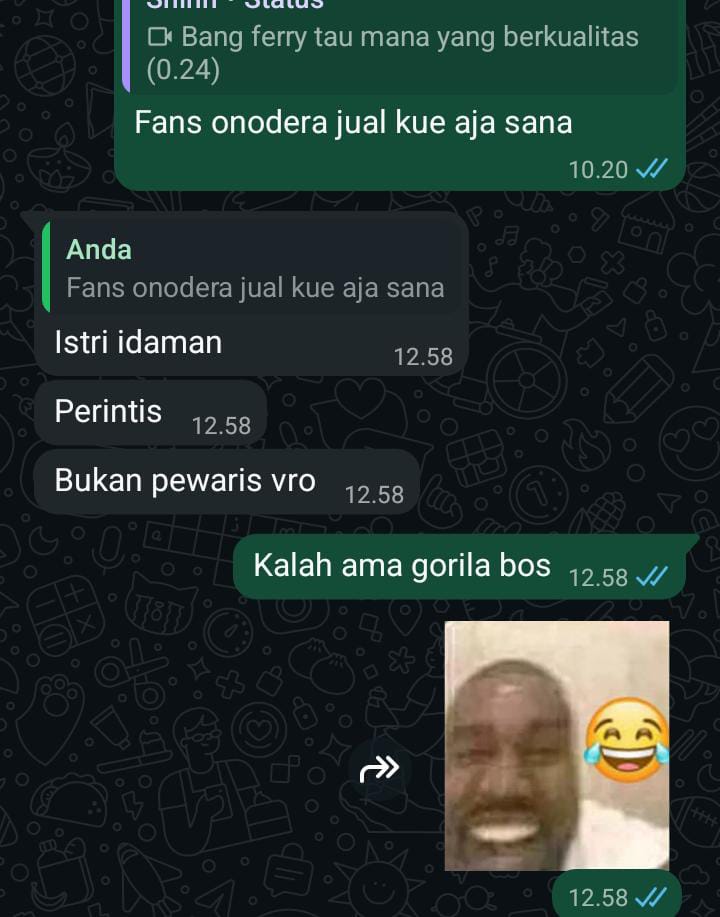 Shinn • Status
Bang ferry tau mana yang berkualitas
(0.24)
Fans onodera jual kue aja sana
10.20
Anda
Fans onodera jual kue aja sana
Istri idaman
12.58
Perintis
12.58
Bukan pewaris vro
12.58
Kalah ama gorila bos
12.58
12.58